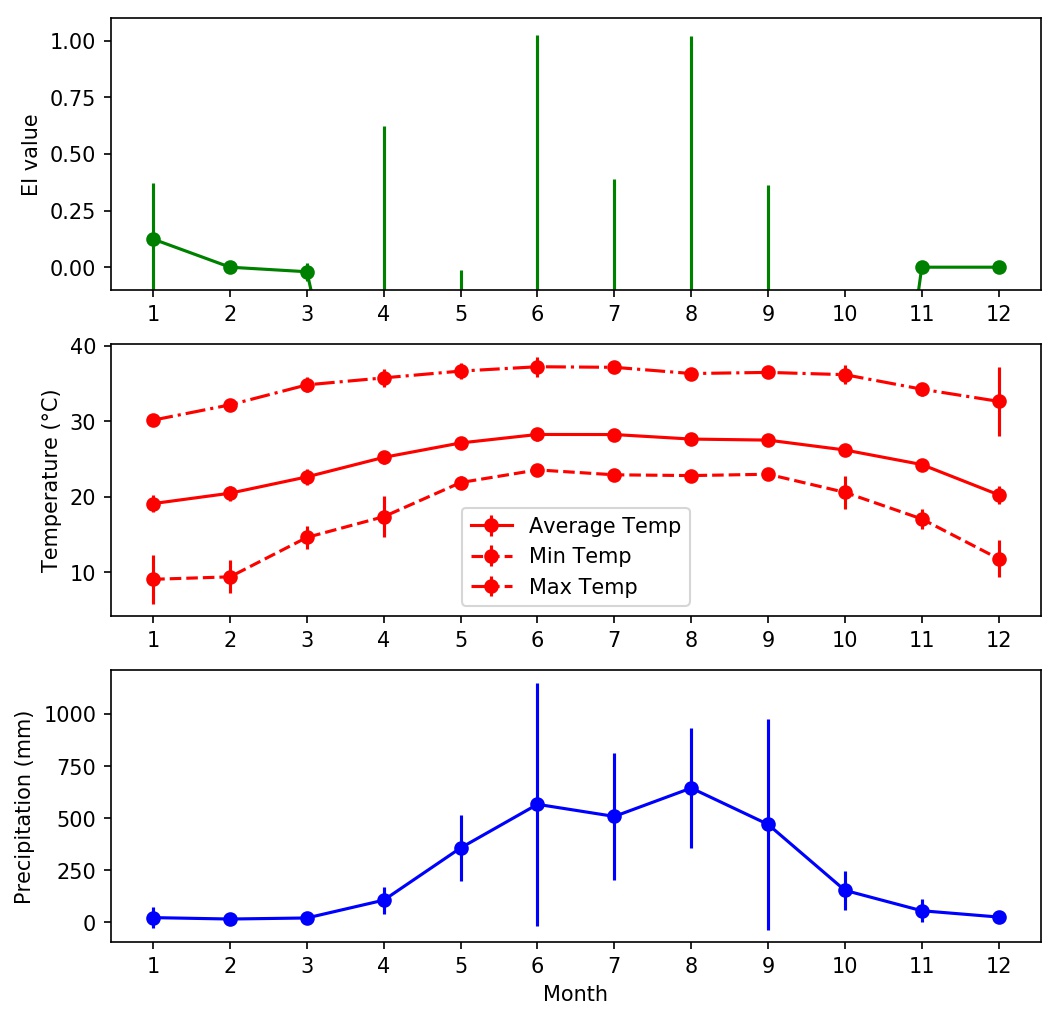 EI value
1.00
0.75
0.50
0.25
0.00
1 2 3 4 5 6 7 8 9 10 11 12
Temperature (°C)
40
30
20
10
Average Temp
Min Temp
Max Temp
1 2 3 4 5 6 7 8 9 10 11 12
Precipitation (mm)
1000
750
500
250
0
1 2 3 4 5 6 7 8 9 10 11 12
Month